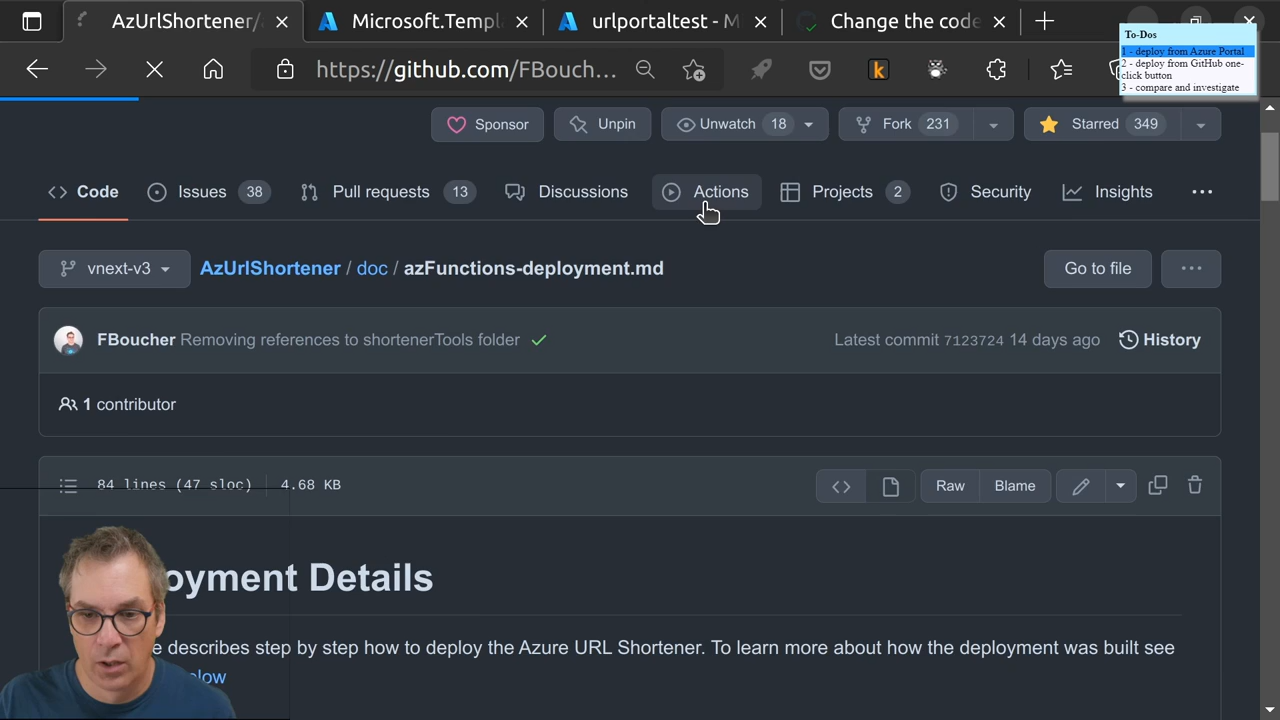 AzUrlShortener/
Microsoft.Templ
urlportaltest - M
Change the code
To-Dos
1 - deploy from Azure Portal
2 - deploy from GitHub one-
click button
3 - compare and investigate
https://github.com/FBouch...
Sponsor
Unpin
Unwatch 18
Fork 231
Starred 349
Code
Issues 38
Pull requests 13
Discussions
Actions
Projects 2
Security
Insights
vnext-v3
AzUrlShortener / doc / azFunctions-deployment.md
Go to file
FBoucher Removing references to shortenerTools folder
Latest commit 7123724 14 days ago
History
1 contributor
84 lines (47 sloc) 4.68 KB
Raw
Blame
oyment Details
e describes step by step how to deploy the Azure URL Shortener. To learn more about how the deployment was built see
elow